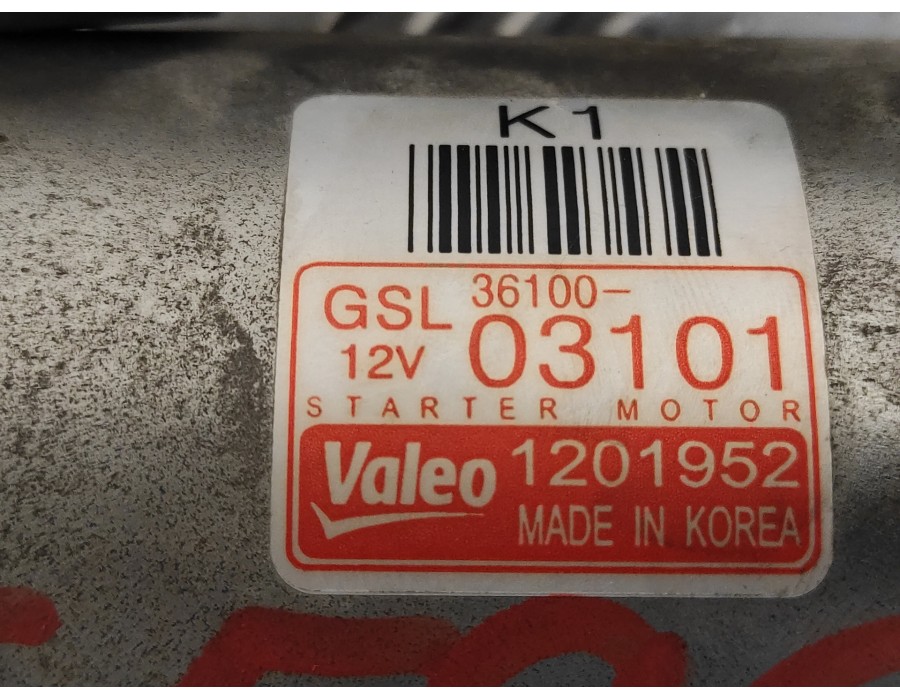 K1
GSL 36100-
12V 03101
STARTER MOTOR
Valeo 1201952
MADE IN KOREA